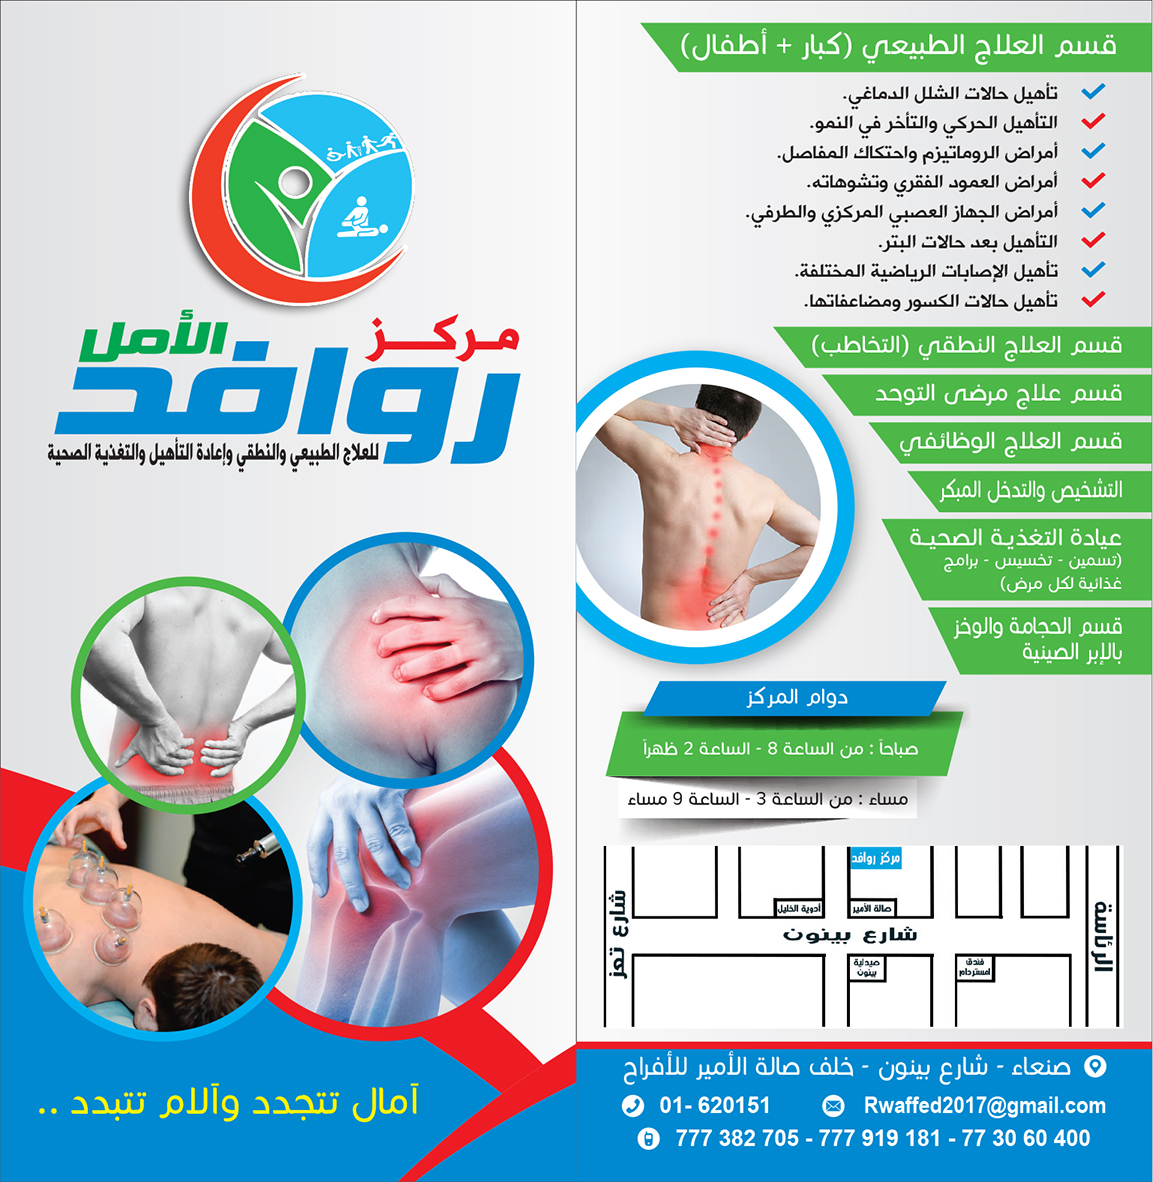 مركز
روافد
الأمل
للعلاج الطبيعي والنطقي وإعادة التأهيل والتغذية الصحية
آمال تتجدد وآلام تتبدد ..
قسم العلاج الطبيعي (كبار + أطفال)
تأهيل حالات الشلل الدماغي.
التأهيل الحركي والتأخر في النمو.
أمراض الروماتيزم واحتكاك المفاصل.
أمراض العمود الفقري وتشوهاته.
أمراض الجهاز العصبي المركزي والطرفي.
التأهيل بعد حالات البتر.
تأهيل الإصابات الرياضية المختلفة.
تأهيل حالات الكسور ومضاعفاتها.
قسم العلاج النطقي (التخاطب)
قسم علاج مرضى التوحد
قسم العلاج الوظائفي
التشخيص والتدخل المبكر
عيادة التغذية الصحية
(تسمين - تخسيس - برامج
غذائية لكل مرض)
قسم الحجامة والوخز
بالإبر الصينية
دوام المركز
صباحاً : من الساعة 8 - الساعة 2 ظهراً
مساء : من الساعة 3 - الساعة 9 مساء
مركز روافد
صالة الأمير
أدوية الخليل
شارع بينون
شارع تعز
الرئاسة
صيدلية
بينون
فندق
امستردام
صنعاء - شارع بينون - خلف صالة الأمير للأفراح
01- 620151
Rwaffed2017@gmail.com
777 382 705 - 777 919 181 - 77 30 60 400